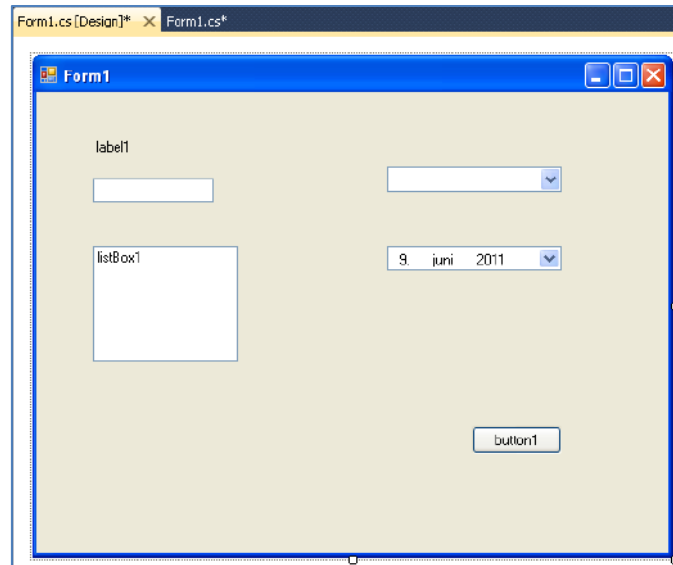 Form1.cs [Design]* Form1.cs*
Form1
label1
listBox1
9. juni 2011
button1